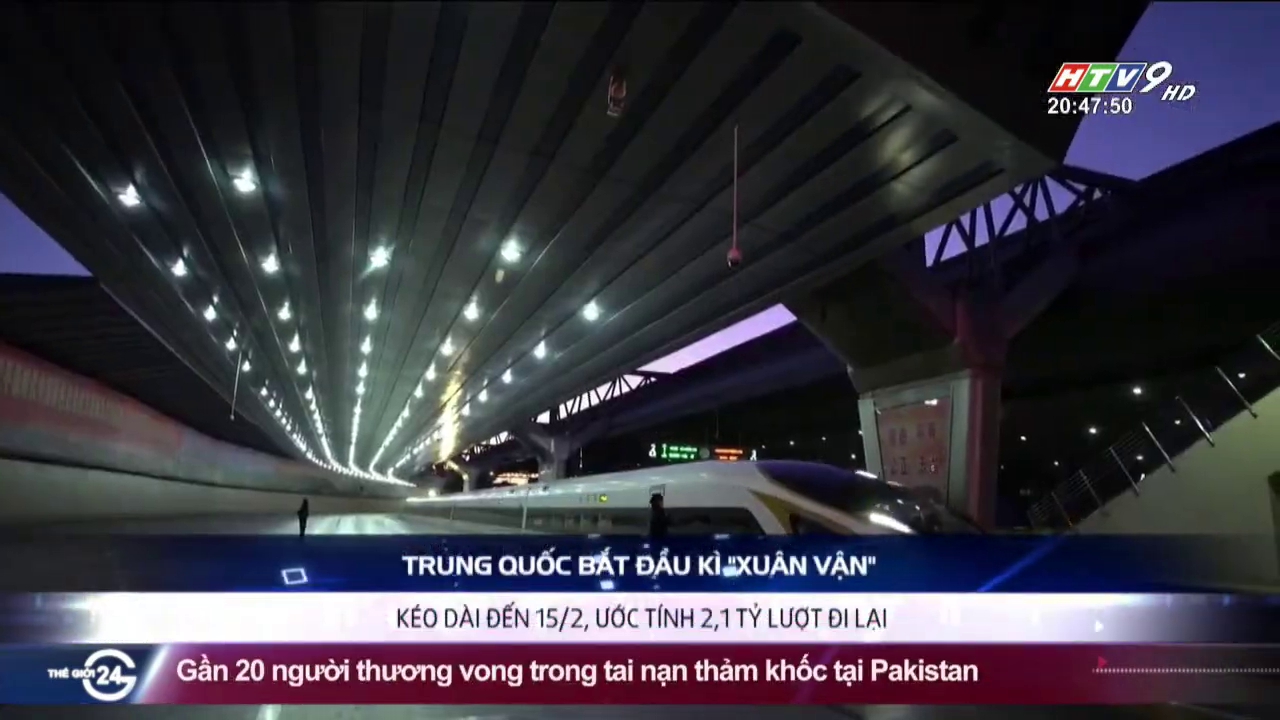 HTV9 HD
20:47:50
TRUNG QUỐC BẮT ĐẦU KÌ "XUÂN VẬN"
KÉO DÀI ĐẾN 15/2, ƯỚC TÍNH 2,1 TỶ LƯỢT ĐI LẠI
THẾ GIỚI 24G
Gần 20 người thương vong trong tai nạn thảm khốc tại Pakistan